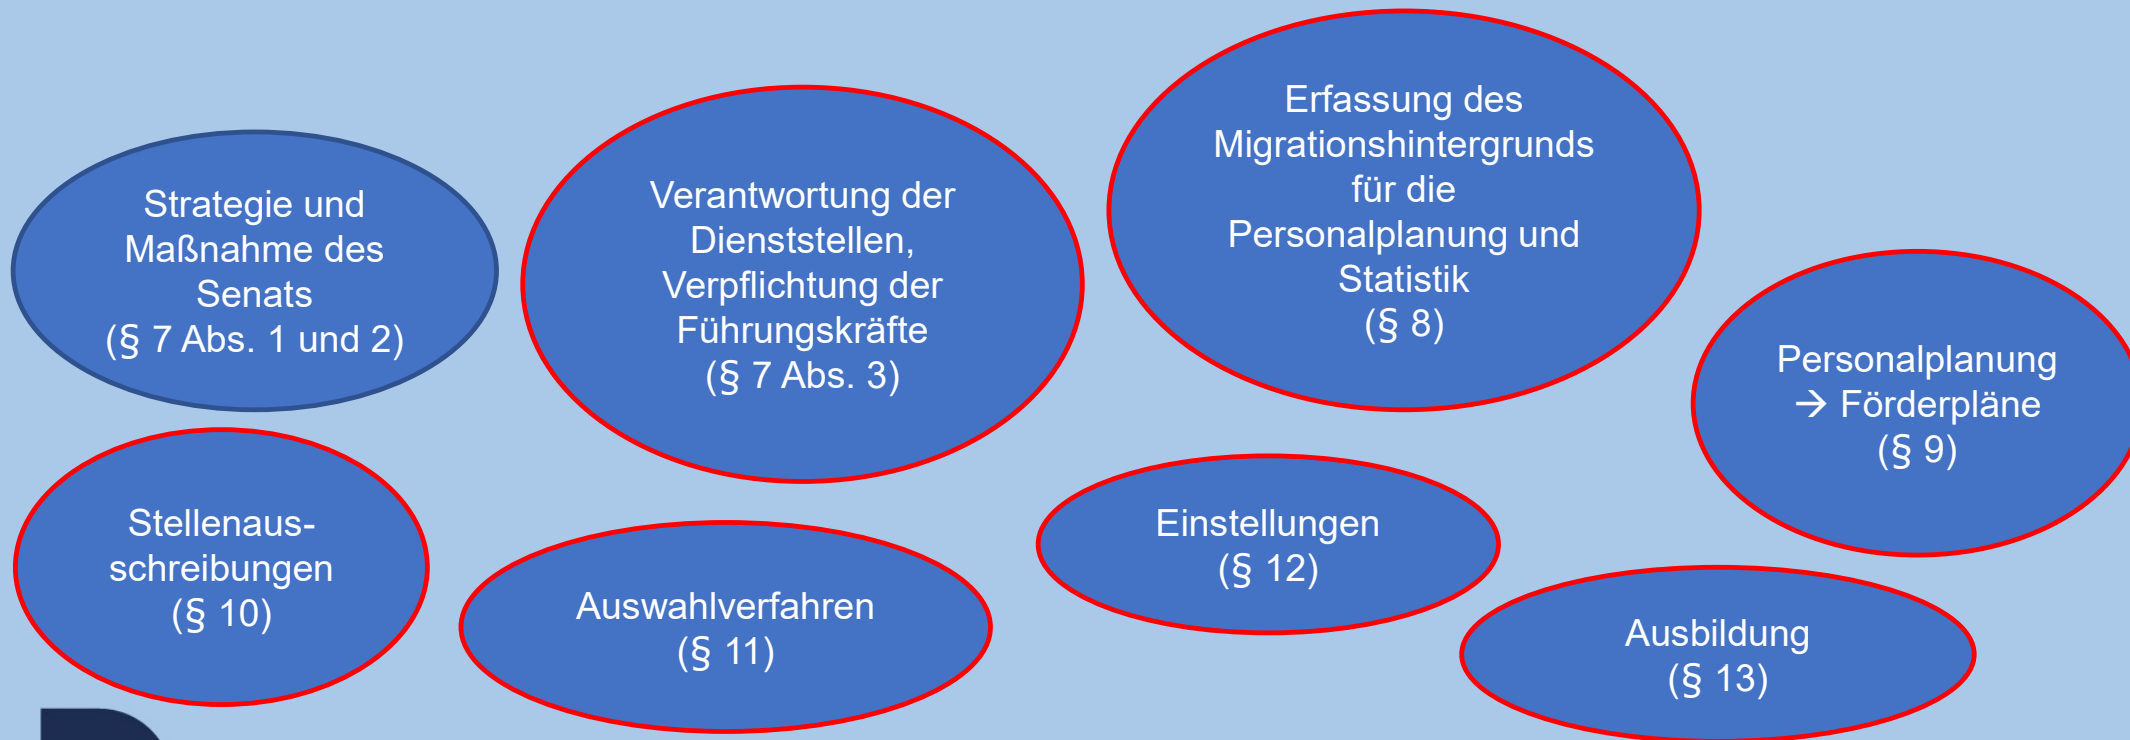 Strategie und
Maßnahme des
Senats
(§ 7 Abs. 1 und 2)
Verantwortung der
Dienststellen,
Verpflichtung der
Führungskräfte
(§ 7 Abs. 3)
Erfassung des
Migrationshintergrunds
für die
Personalplanung und
Statistik
(§ 8)
Personalplanung
→ Förderpläne
(§ 9)
Stellenaus-
schreibungen
(§ 10)
Auswahlverfahren
(§ 11)
Einstellungen
(§ 12)
Ausbildung
(§ 13)